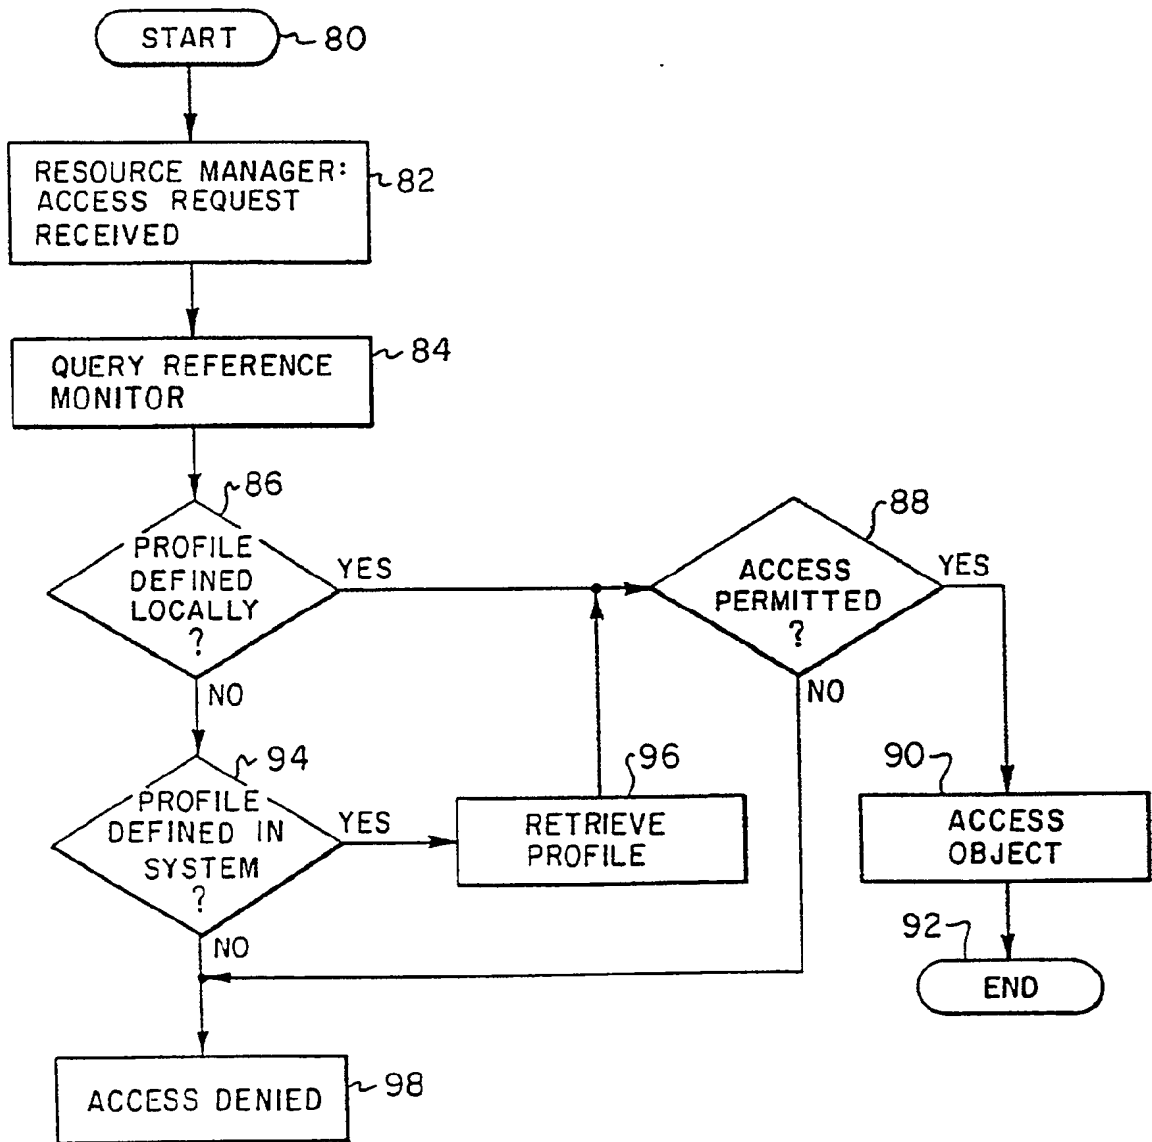 START
80
RESOURCE MANAGER:
ACCESS REQUEST
RECEIVED
82
QUERY REFERENCE
MONITOR
84
86
PROFILE
DEFINED
LOCALLY
?
YES
NO
88
ACCESS
PERMITTED
?
YES
NO
94
PROFILE
DEFINED IN
SYSTEM
?
YES
NO
96
RETRIEVE
PROFILE
90
ACCESS
OBJECT
92
END
ACCESS DENIED
98